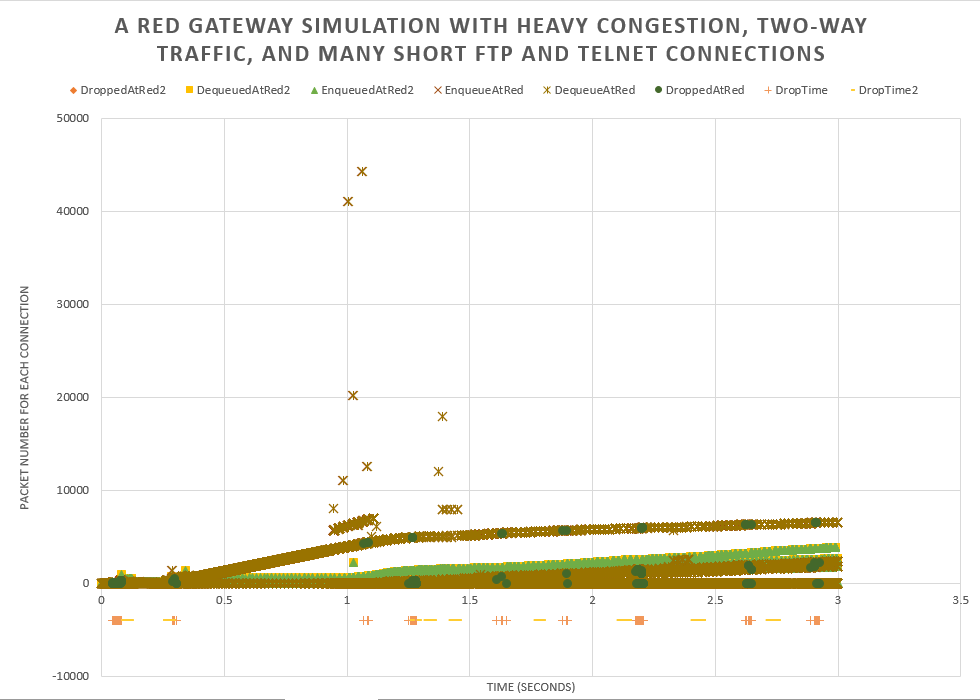 A RED GATEWAY SIMULATION WITH HEAVY CONGESTION, TWO-WAY
TRAFFIC, AND MANY SHORT FTP AND TELNET CONNECTIONS
DroppedAtRed2 DequeuedAtRed2 EnqueuedAtRed2 EnqueueAtRed DequeueAtRed DroppedAtRed DropTime DropTime2
50000
40000
30000
20000
10000
0
-10000
0 0.5 1 1.5 2 2.5 3 3.5
PACKET NUMBER FOR EACH CONNECTION
TIME (SECONDS)